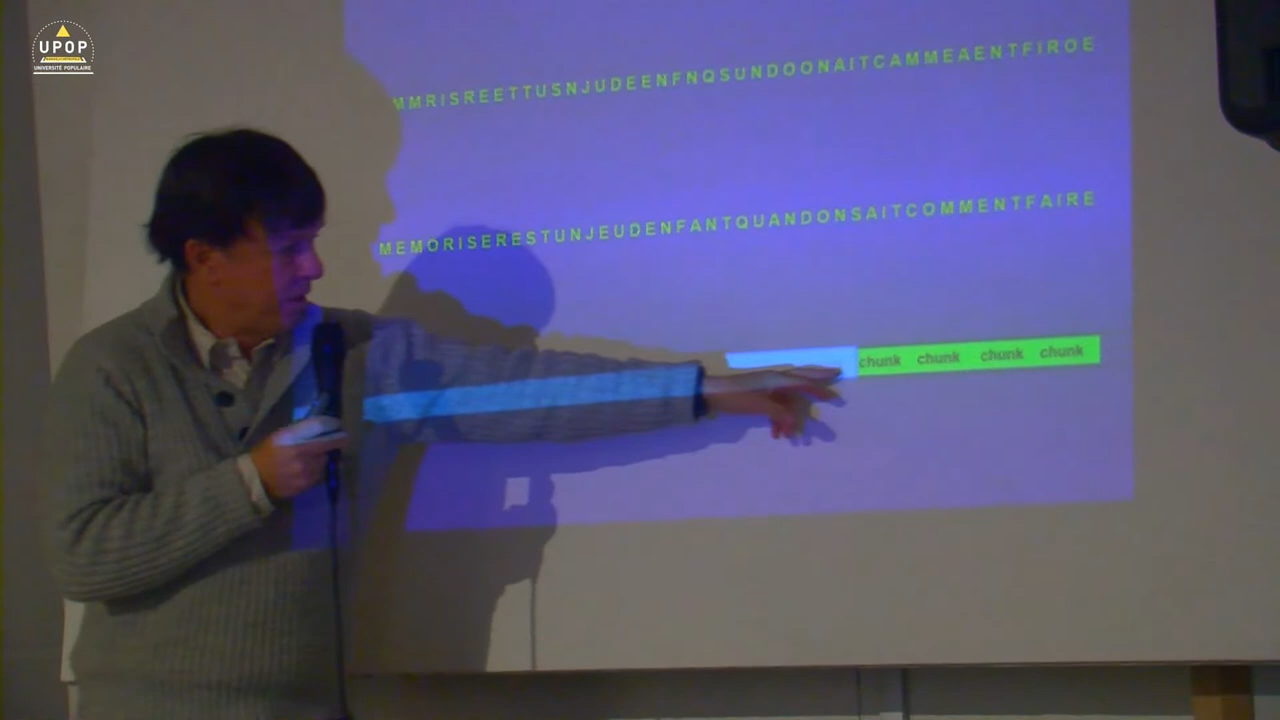 UPOP
UNIVERSITÉ POPULAIRE
MMRISREETTUSNJUDEENFNQSUNDOONAITCAMMEAENTFIROE
MEMORISERESTUNJEUDENFANTQUANDONSAITCOMMENTFAIRE
chunk chunk chunk chunk